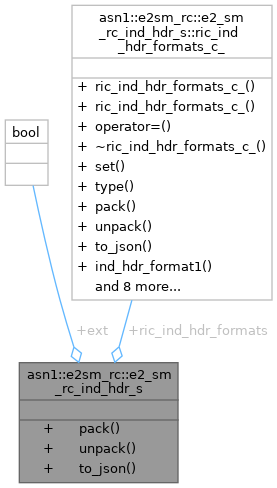 asn1::e2sm_rc::e2_sm
_rc_ind_hdr_s::ric_ind
_hdr_formats_c_
+ ric_ind_hdr_formats_c_()
+ ric_ind_hdr_formats_c_()
+ operator=()
+ ~ric_ind_hdr_formats_c_()
+ set()
+ type()
+ pack()
+ unpack()
+ to_json()
+ ind_hdr_format1()
and 8 more...
bool
+ext
+ric_ind_hdr_formats
asn1::e2sm_rc::e2_sm
_rc_ind_hdr_s
+ pack()
+ unpack()
+ to_json()